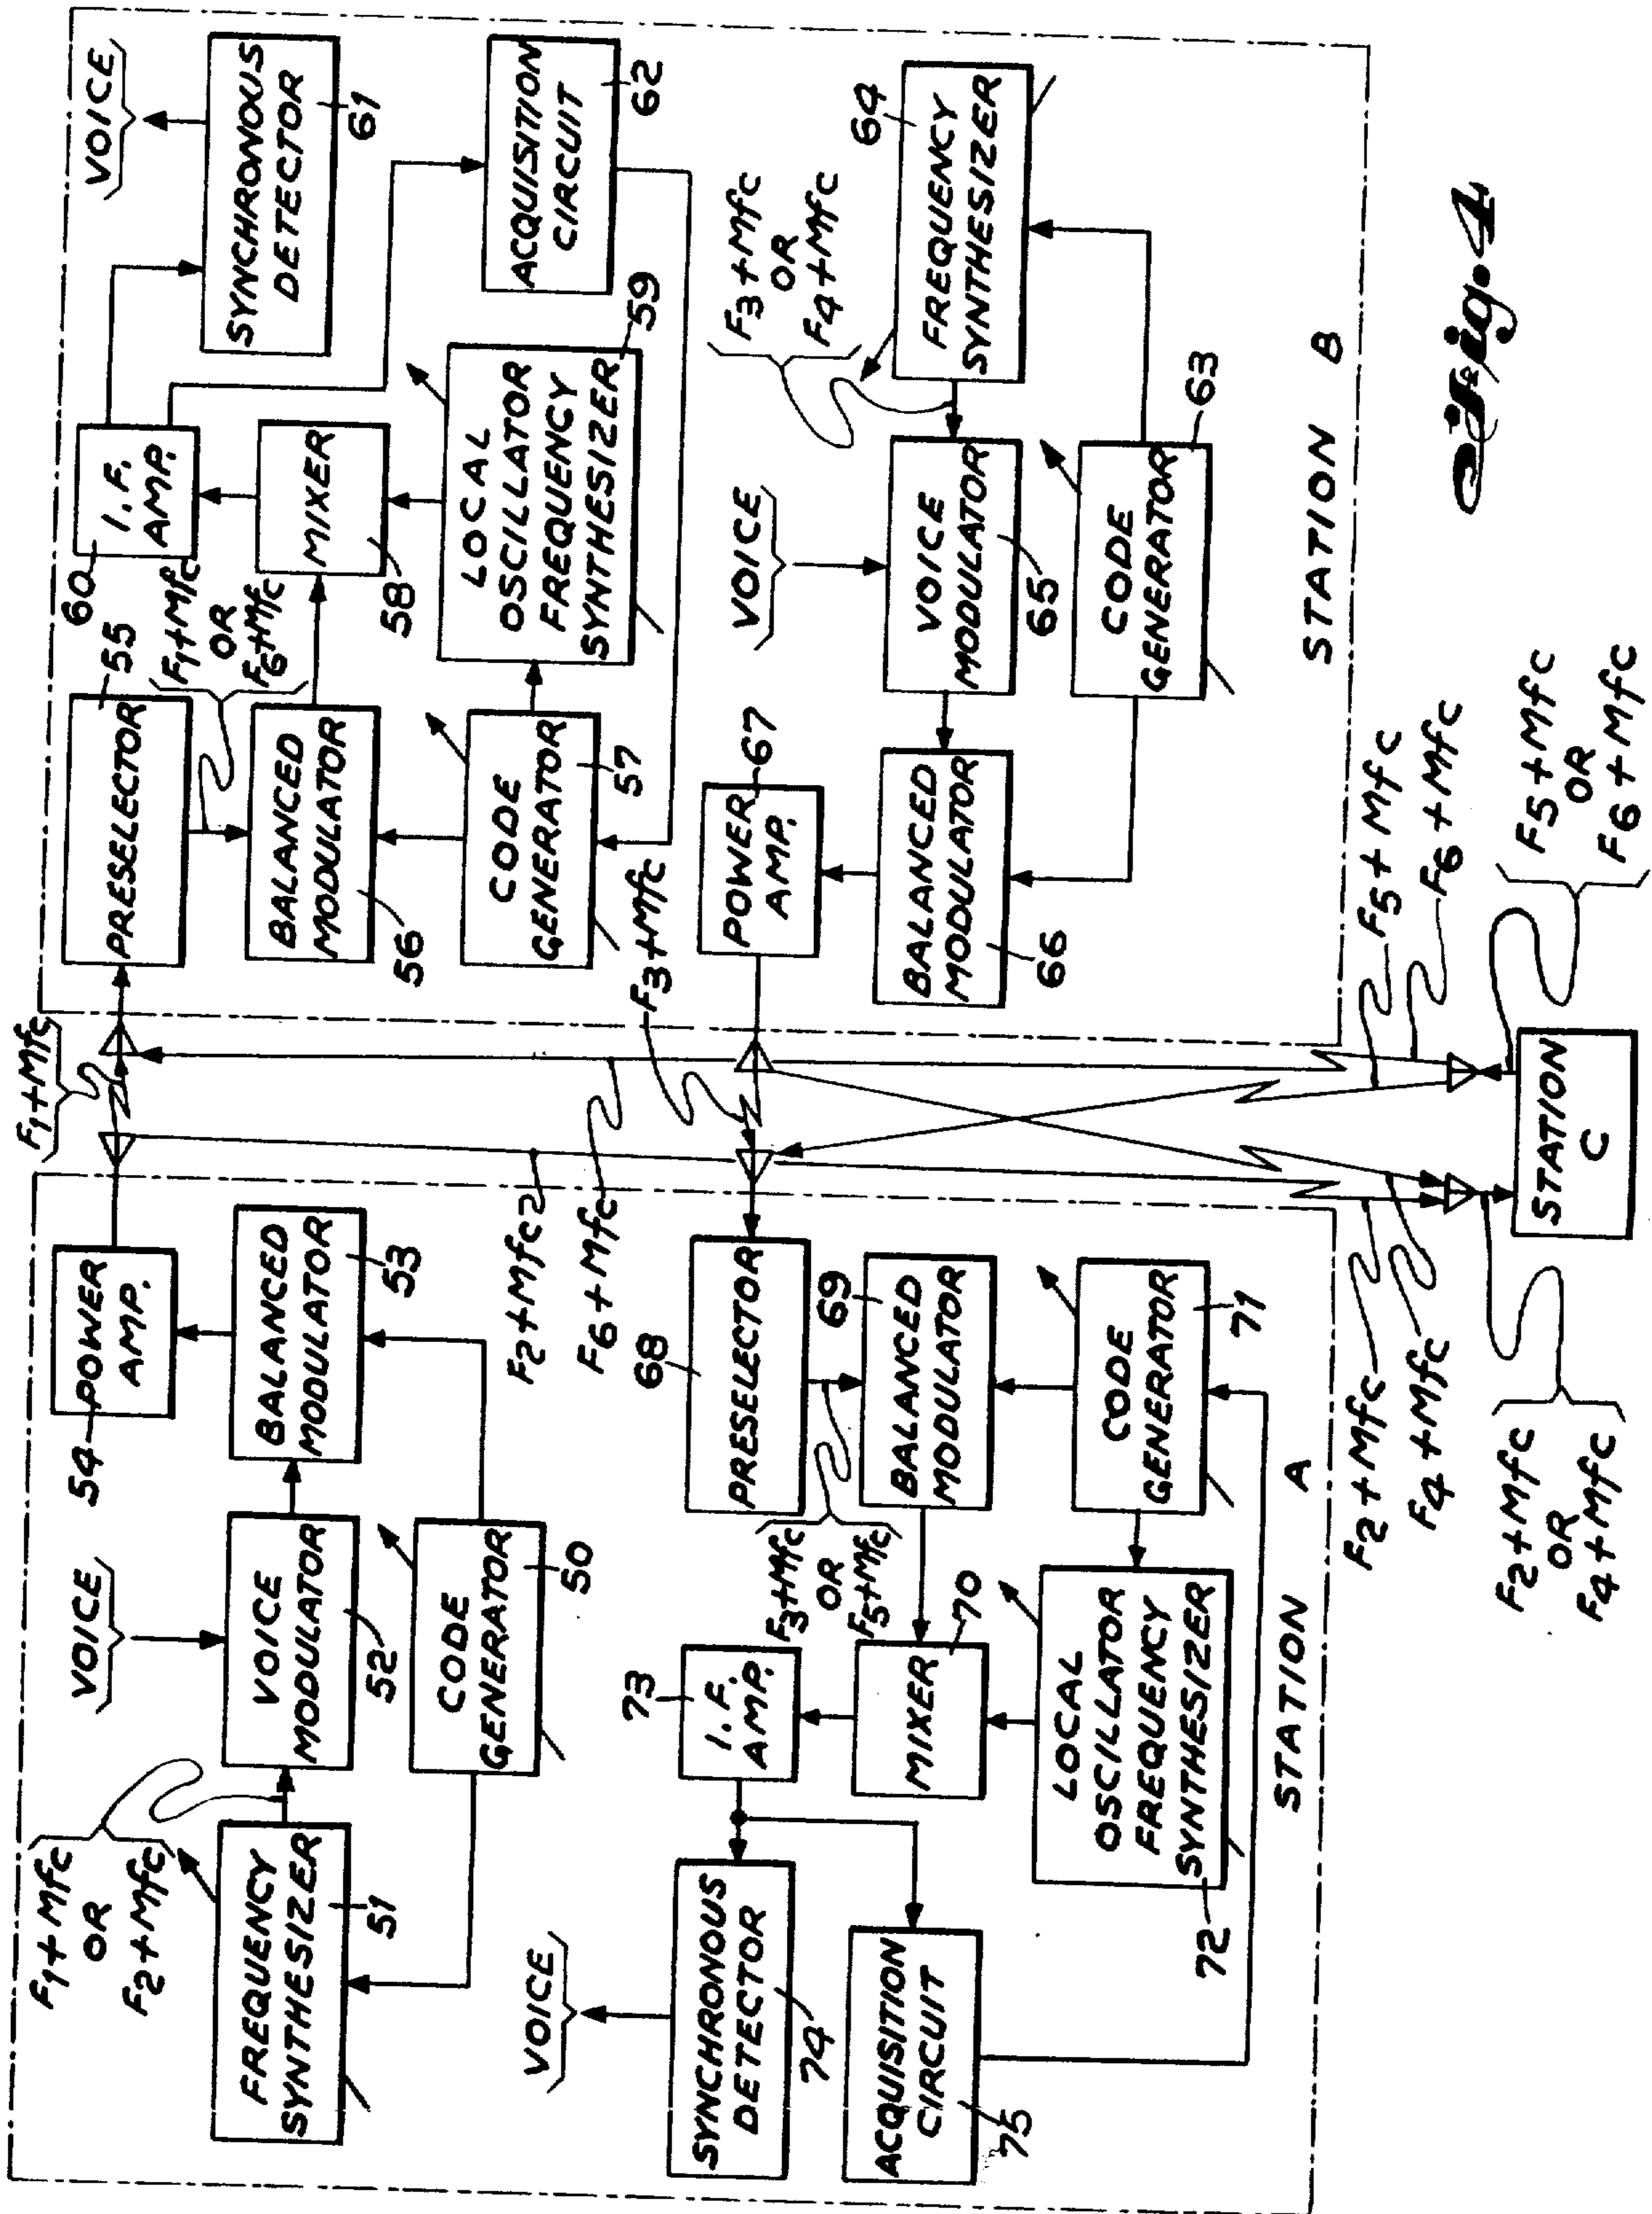 F1+Mfc
OR
F2+Mfc
FREQUENCY
SYNTHESIZER
51
VOICE
VOICE
MODULATOR
52
CODE
GENERATOR
50
BALANCED
MODULATOR
53
54
POWER
AMP.
F1+Mfc
VOICE
SYNCHRONOUS
DETECTOR
74
ACQUISITION
CIRCUIT
75
73
I.F.
AMP.
MIXER
70
LOCAL
OSCILLATOR
FREQUENCY
SYNTHESIZER
72
F3+Mfc
OR
F5+Mfc
68
PRESELECTOR
69
BALANCED
MODULATOR
CODE
GENERATOR
71
STATION A
F2+Mfc
F6+Mfc
F3+Mfc
PRESELECTOR
55
BALANCED
MODULATOR
56
F1+Mfc
OR
F6+Mfc
CODE
GENERATOR
57
60
I.F.
AMP.
MIXER
58
LOCAL
OSCILLATOR
FREQUENCY
SYNTHESIZER
59
VOICE
SYNCHRONOUS
DETECTOR
61
ACQUISITION
CIRCUIT
62
POWER
AMP.
67
BALANCED
MODULATOR
66
VOICE
VOICE
MODULATOR
65
CODE
GENERATOR
63
F3+Mfc
OR
F4+Mfc
64
FREQUENCY
SYNTHESIZER
STATION B
F2+Mfc
F4+Mfc
F2+Mfc
OR
F4+Mfc
STATION
C
F5+Mfc
F6+Mfc
F5+Mfc
OR
F6+Mfc
Fig.4